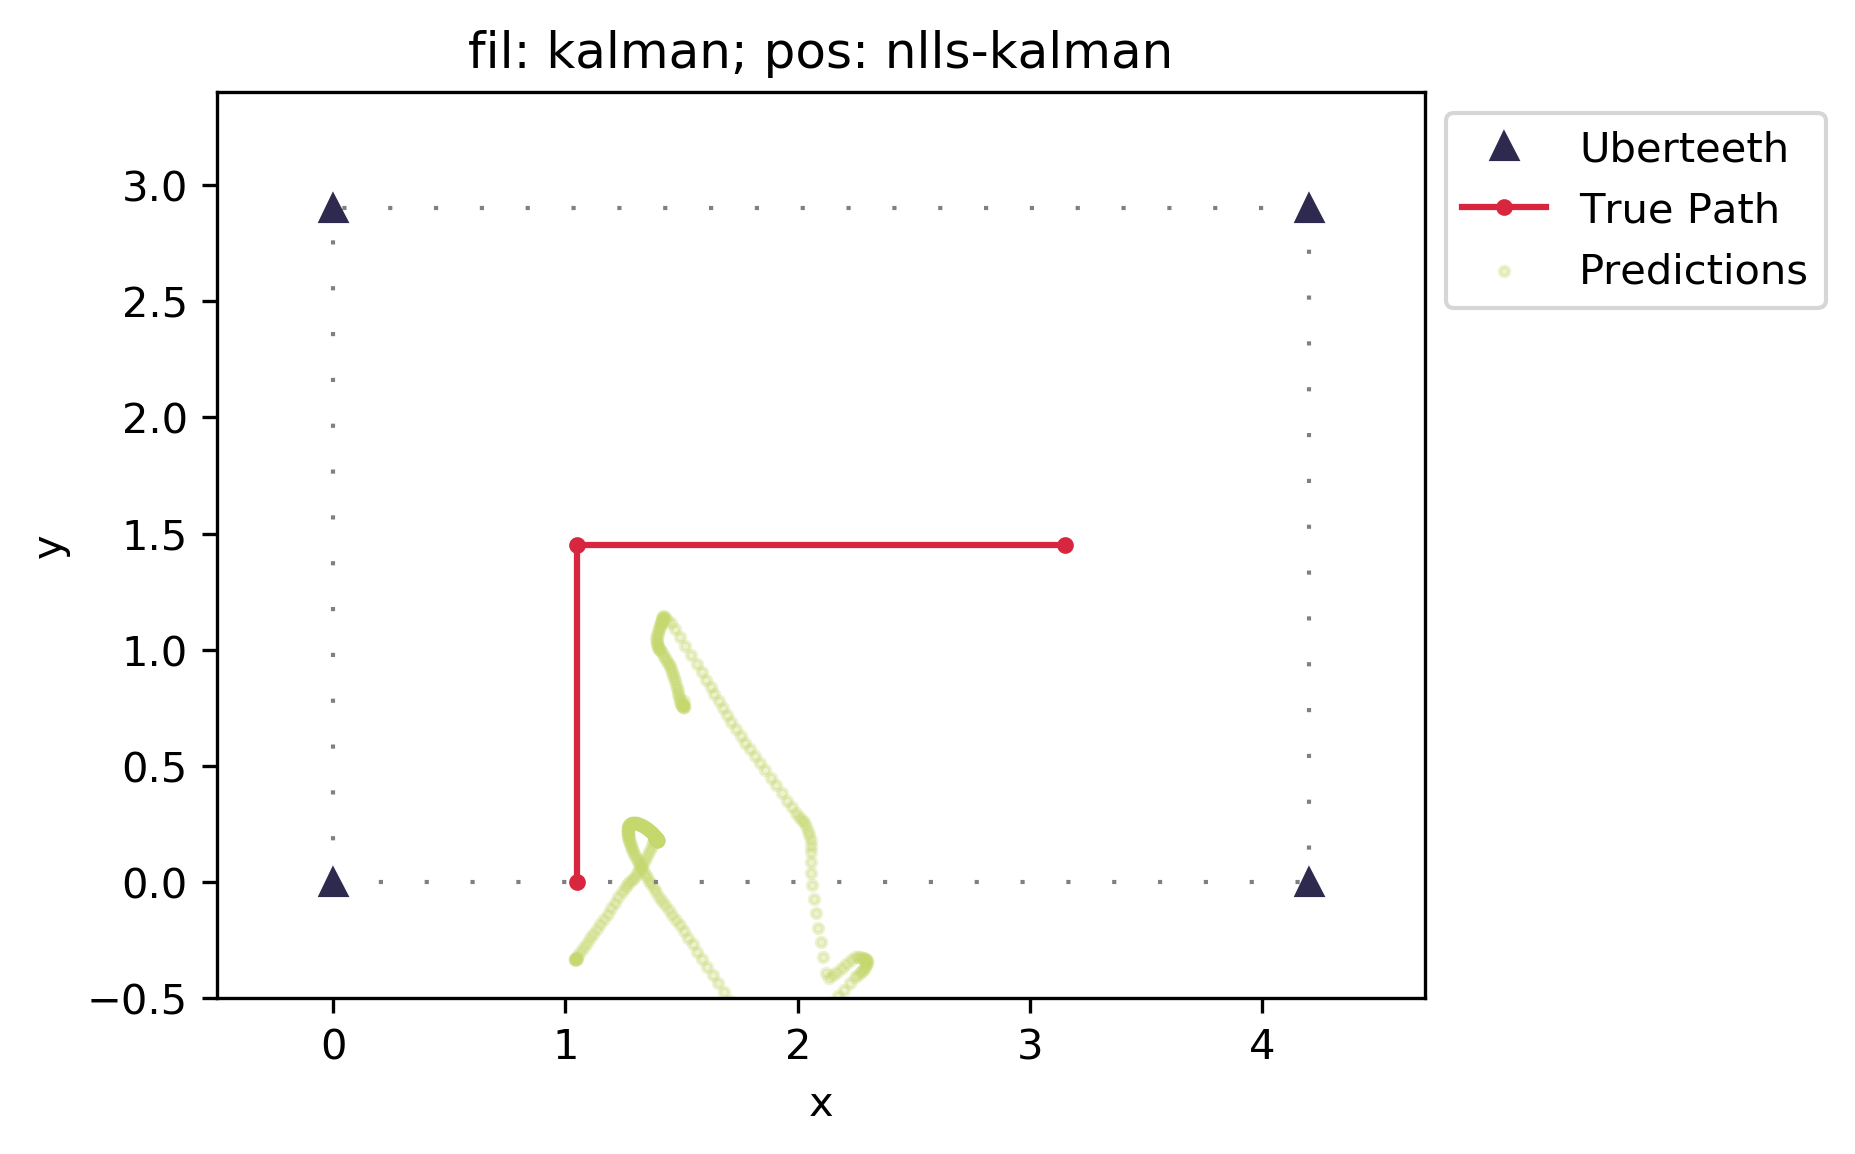 fil: kalman; pos: nlls-kalman
Uberteeth
True Path
Predictions
3.0
2.5
2.0
1.5
1.0
0.5
0.0
−0.5
y
0 1 2 3 4
x